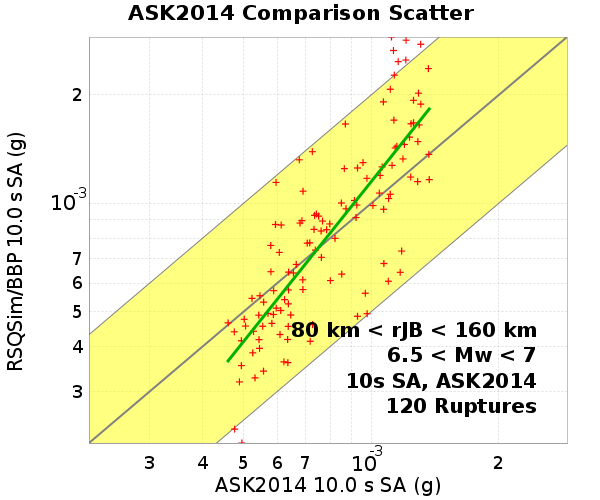 ASK2014 Comparison Scatter
RSQSim/BBP 10.0 s SA (g)
2
10-3
7
6
5
4
3
80 km < rJB < 160 km
6.5 < Mw < 7
10s SA, ASK2014
120 Ruptures
3 4 5 6 7 10-3 2
ASK2014 10.0 s SA (g)